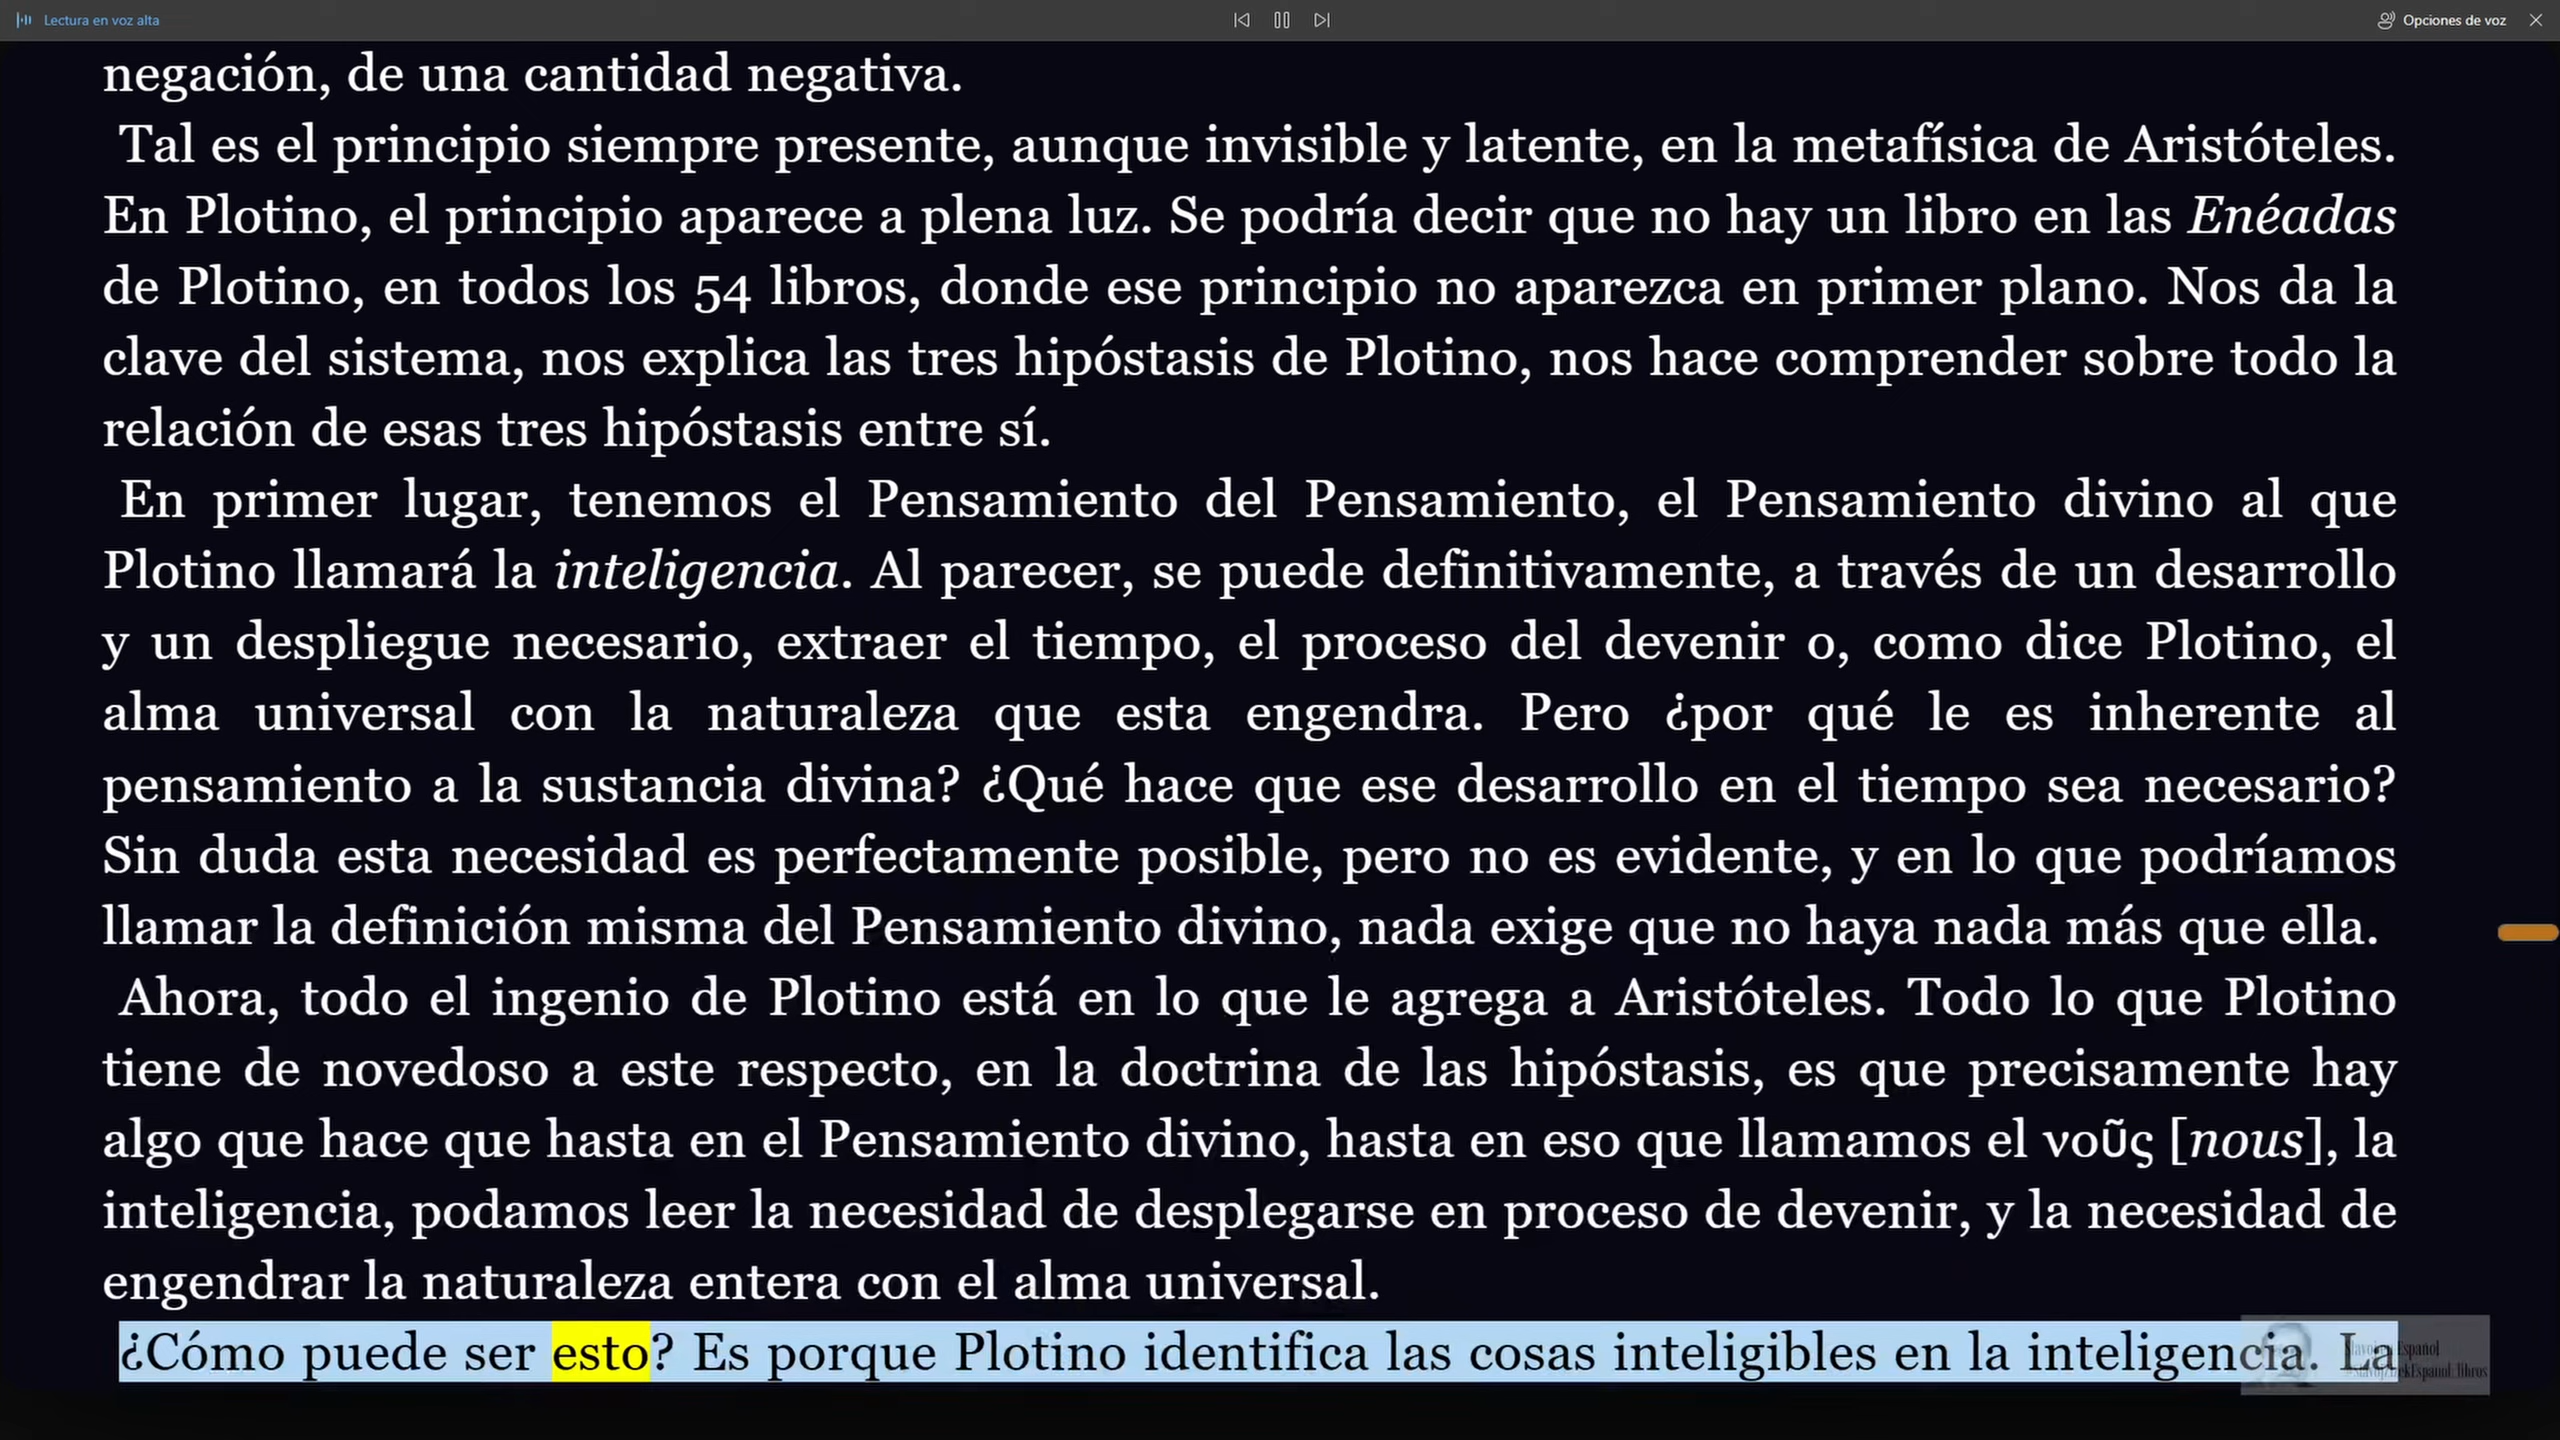 Lectura en voz alta
Opciones de voz
negación, de una cantidad negativa.
Tal es el principio siempre presente, aunque invisible y latente, en la metafísica de Aristóteles.
En Plotino, el principio aparece a plena luz. Se podría decir que no hay un libro en las Enéadas
de Plotino, en todos los 54 libros, donde ese principio no aparezca en primer plano. Nos da la
clave del sistema, nos explica las tres hipóstasis de Plotino, nos hace comprender sobre todo la
relación de esas tres hipóstasis entre sí.
En primer lugar, tenemos el Pensamiento del Pensamiento, el Pensamiento divino al que
Plotino llamará la inteligencia. Al parecer, se puede definitivamente, a través de un desarrollo
y un despliegue necesario, extraer el tiempo, el proceso del devenir o, como dice Plotino, el
alma universal con la naturaleza que esta engendra. Pero ¿por qué le es inherente al
pensamiento a la sustancia divina? ¿Qué hace que ese desarrollo en el tiempo sea necesario?
Sin duda esta necesidad es perfectamente posible, pero no es evidente, y en lo que podríamos
llamar la definición misma del Pensamiento divino, nada exige que no haya nada más que ella.
Ahora, todo el ingenio de Plotino está en lo que le agrega a Aristóteles. Todo lo que Plotino
tiene de novedoso a este respecto, en la doctrina de las hipóstasis, es que precisamente hay
algo que hace que hasta en el Pensamiento divino, hasta en eso que llamamos el νοῦς [nous], la
inteligencia, podamos leer la necesidad de desplegarse en proceso de devenir, y la necesidad de
engendrar la naturaleza entera con el alma universal.
¿Cómo puede ser esto? Es porque Plotino identifica las cosas inteligibles en la inteligencia. La
Español